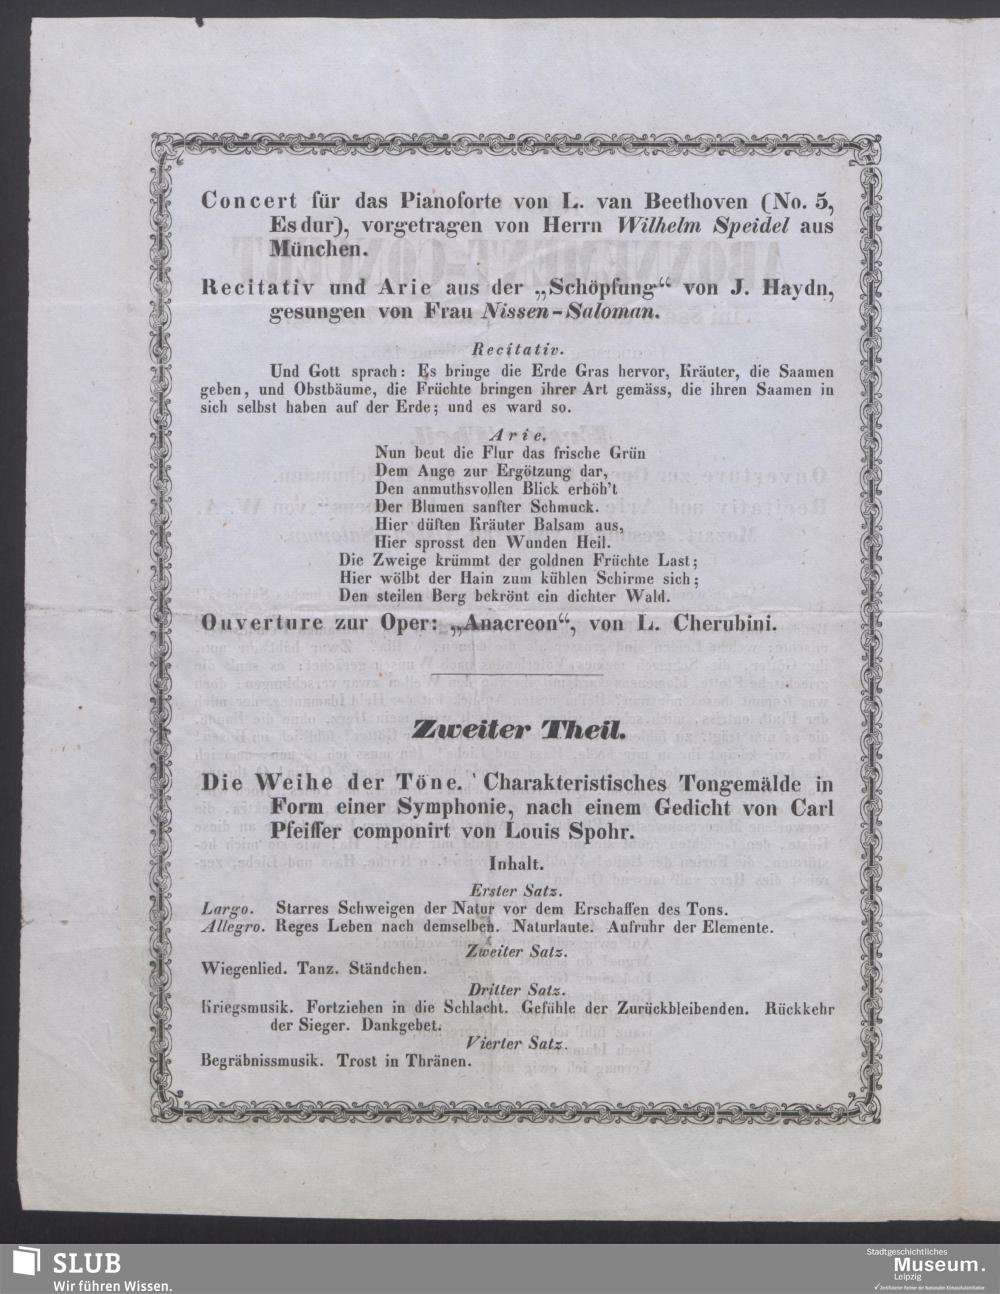 Concert für das Pianoforte von L. van Beethoven (No. 5,
Es dur), vorgetragen von Herrn Wilhelm Speidel aus
München.
Recitativ und Arie aus der „Schöpfung“ von J. Haydn,
gesungen von Frau Nissen-Saloman.
Recitativ.
Und Gott sprach: Es bringe die Erde Gras hervor, Kräuter, die Saamen
geben, und Obstbäume, die Früchte bringen ihrer Art gemäss, die ihren Saamen in
sich selbst haben auf der Erde; und es ward so.
Arie.
Nun beut die Flur das frische Grün
Dem Auge zur Ergötzung dar,
Den anmuthsvollen Blick erhöh't
Der Blumen sanfter Schmuck.
Hier düften Kräuter Balsam aus,
Hier sprosst den Wunden Heil.
Die Zweige krümmt der goldnen Früchte Last;
Hier wölbt der Hain zum kühlen Schirme sich;
Den steilen Berg bekrönt ein dichter Wald.
Ouverture zur Oper: „Anacreon“, von L. Cherubini.
Zweiter Theil.
Die Weihe der Töne. Charakteristisches Tongemälde in
Form einer Symphonie, nach einem Gedicht von Carl
Pfeiffer componirt von Louis Spohr.
Inhalt.
Erster Satz.
Largo. Starres Schweigen der Natur vor dem Erschaffen des Tons.
Allegro. Reges Leben nach demselben. Naturlaute. Aufruhr der Elemente.
Zweiter Satz.
Wiegenlied. Tanz. Ständchen.
Dritter Satz.
Kriegsmusik. Fortziehen in die Schlacht. Gefühle der Zurückbleibenden. Rückkehr
der Sieger. Dankgebet.
Vierter Satz.
Begräbnissmusik. Trost in Thränen.
SLUB
Wir führen Wissen.
Stadtgeschichtliches
Museum.
Leipzig
Zertifizierter Partner der Nationalen Klimaschutzinitiative